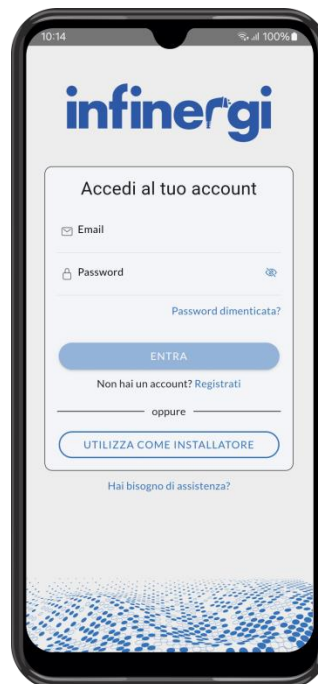 10:14
100%
infinergi
Accedi al tuo account
Email
Password
Password dimenticata?
ENTRA
Non hai un account? Registrati
oppure
UTILIZZA COME INSTALLATORE
Hai bisogno di assistenza?